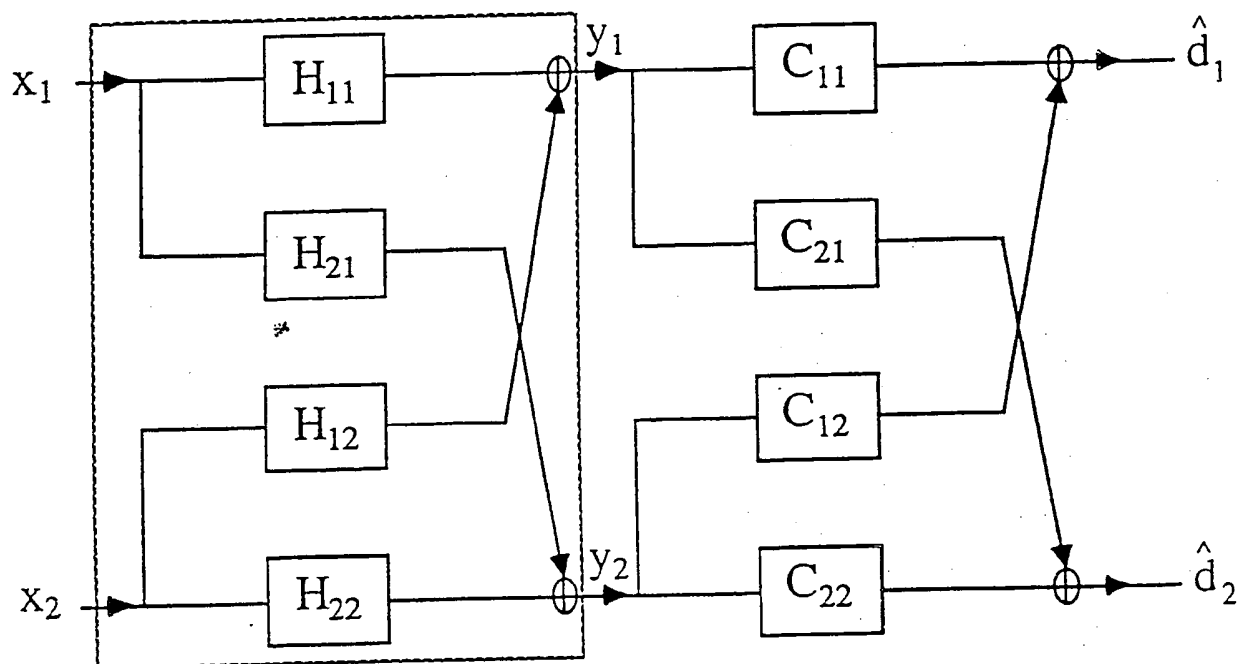 x₁ H₁₁ y₁ C₁₁ d̂₁
H₂₁ C₂₁
H₁₂ C₁₂
x₂ H₂₂ y₂ C₂₂ d̂₂